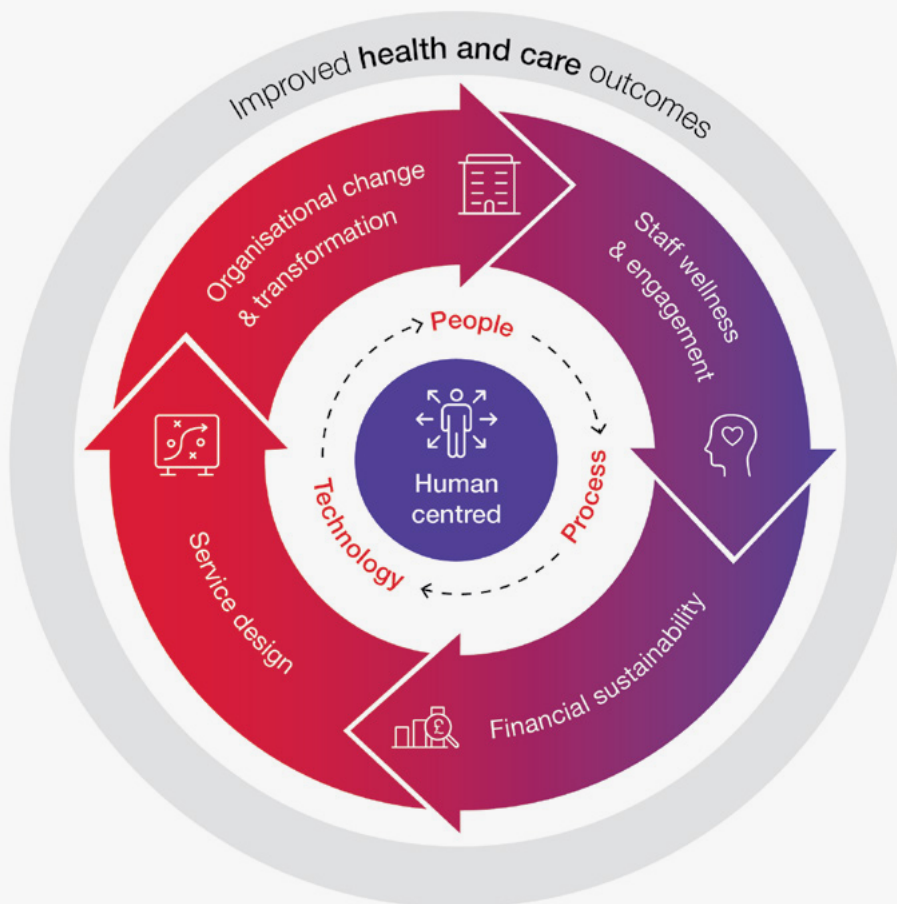 Improved health and care outcomes
Organisational change
& transformation
Staff wellness
& engagement
People
Process
Technology
Human
centred
Service design
Financial sustainability
£